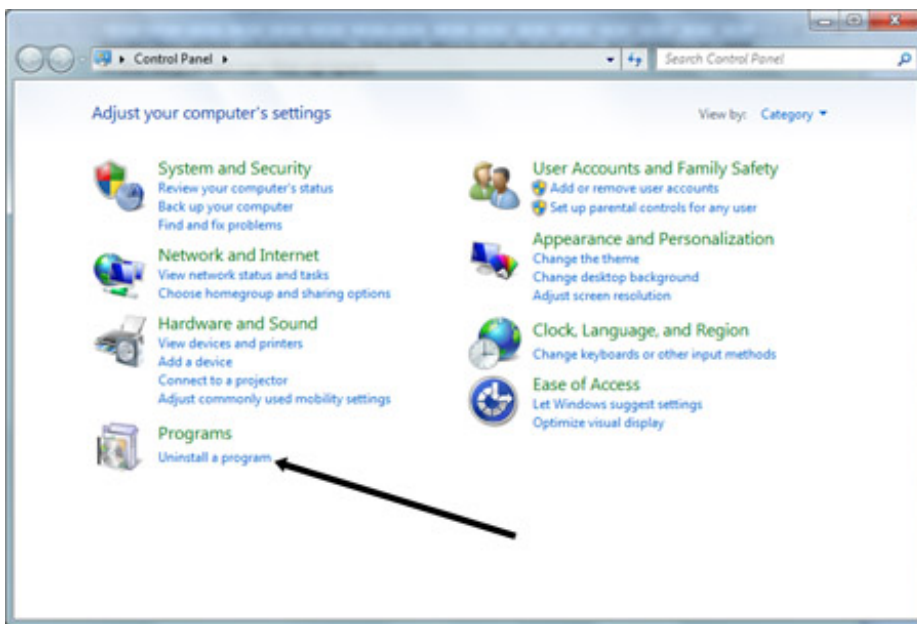 Control Panel
Search Control Panel
Adjust your computer's settings
View by: Category
System and Security
Review your computer's status
Back up your computer
Find and fix problems
Network and Internet
View network status and tasks
Choose homegroup and sharing options
Hardware and Sound
View devices and printers
Add a device
Connect to a projector
Adjust commonly used mobility settings
Programs
Uninstall a program
User Accounts and Family Safety
Add or remove user accounts
Set up parental controls for any user
Appearance and Personalization
Change the theme
Change desktop background
Adjust screen resolution
Clock, Language, and Region
Change keyboards or other input methods
Ease of Access
Let Windows suggest settings
Optimize visual display